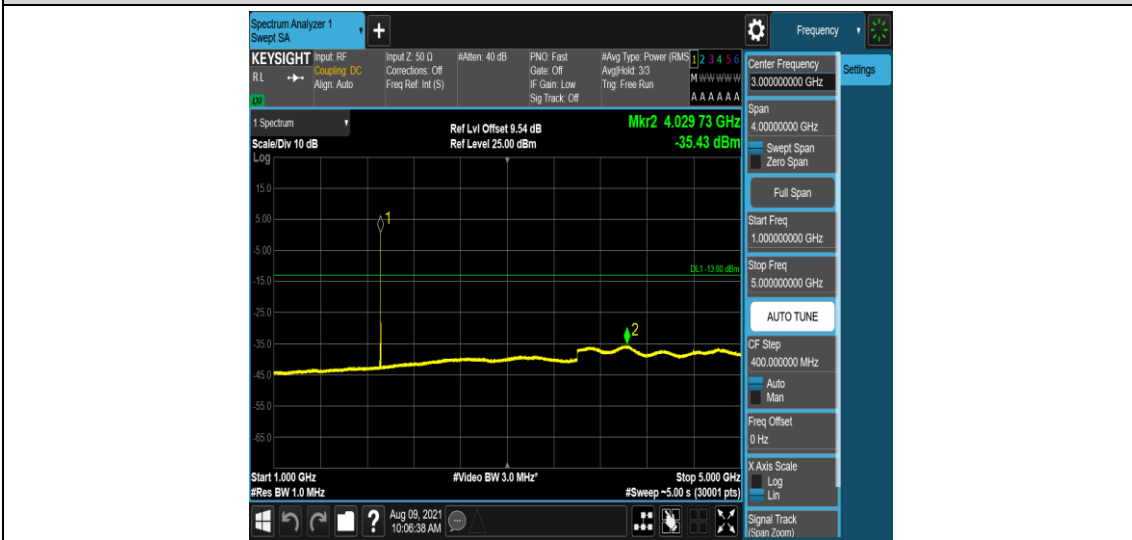 Spectrum Analyzer 1
Swept SA
+
Frequency
KEYSIGHT
RL
LXI
Input: RF
Coupling: DC
Align: Auto
Input Z: 50 Ω
Corrections: Off
Freq Ref: Int (S)
#Atten: 40 dB
PNO: Fast
Gate: Off
IF Gain: Low
Sig Track: Off
#Avg Type: Power (RMS
Avg|Hold: 3/3
Trig: Free Run
1 2 3 4 5 6
M W W W W W
A A A A A A
1 Spectrum
Scale/Div 10 dB
Log
Ref Lvl Offset 9.54 dB
Ref Level 25.00 dBm
Mkr2 4.029 73 GHz
-35.43 dBm
15.0
5.00
-5.00
-15.0
-25.0
-35.0
-45.0
-55.0
-65.0
1
DL1 -13.00 dBm
2
Start 1.000 GHz
#Res BW 1.0 MHz
#Video BW 3.0 MHz*
Stop 5.000 GHz
#Sweep ~5.00 s (30001 pts)
?
Aug 09, 2021
10:06:38 AM
Center Frequency
3.000000000 GHz
Settings
Span
4.00000000 GHz
Swept Span
Zero Span
Full Span
Start Freq
1.000000000 GHz
Stop Freq
5.000000000 GHz
AUTO TUNE
CF Step
400.000000 MHz
Auto
Man
Freq Offset
0 Hz
X Axis Scale
Log
Lin
Signal Track
(Span Zoom)